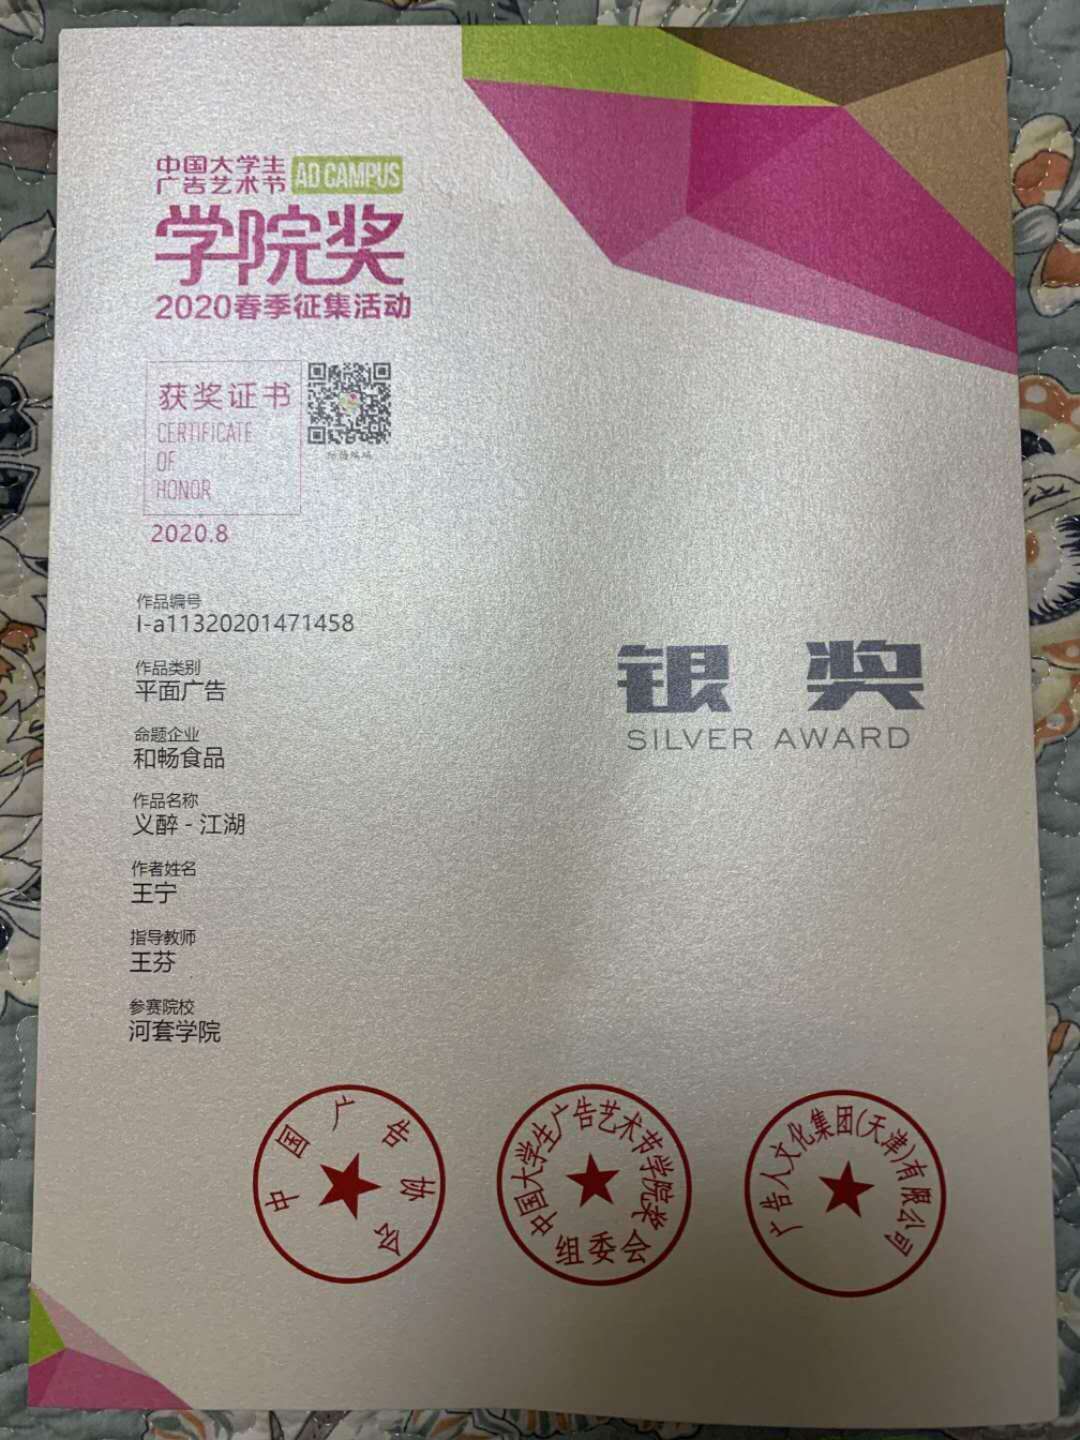 中国大学生
广告艺术节
AD CAMPUS
学院奖
2020春季征集活动
获奖证书
CERTIFICATE
OF
HONOR
2020.8
作品编号
I-a11320201471458
作品类别
平面广告
命题企业
和畅食品
作品名称
义醉 - 江湖
作者姓名
王宁
指导教师
王芬
参赛院校
河套学院
银 奖
SILVER AWARD
中国广告协会
中国大学生广告艺术节学院奖
组委会
广告人文化集团(天津)有限公司